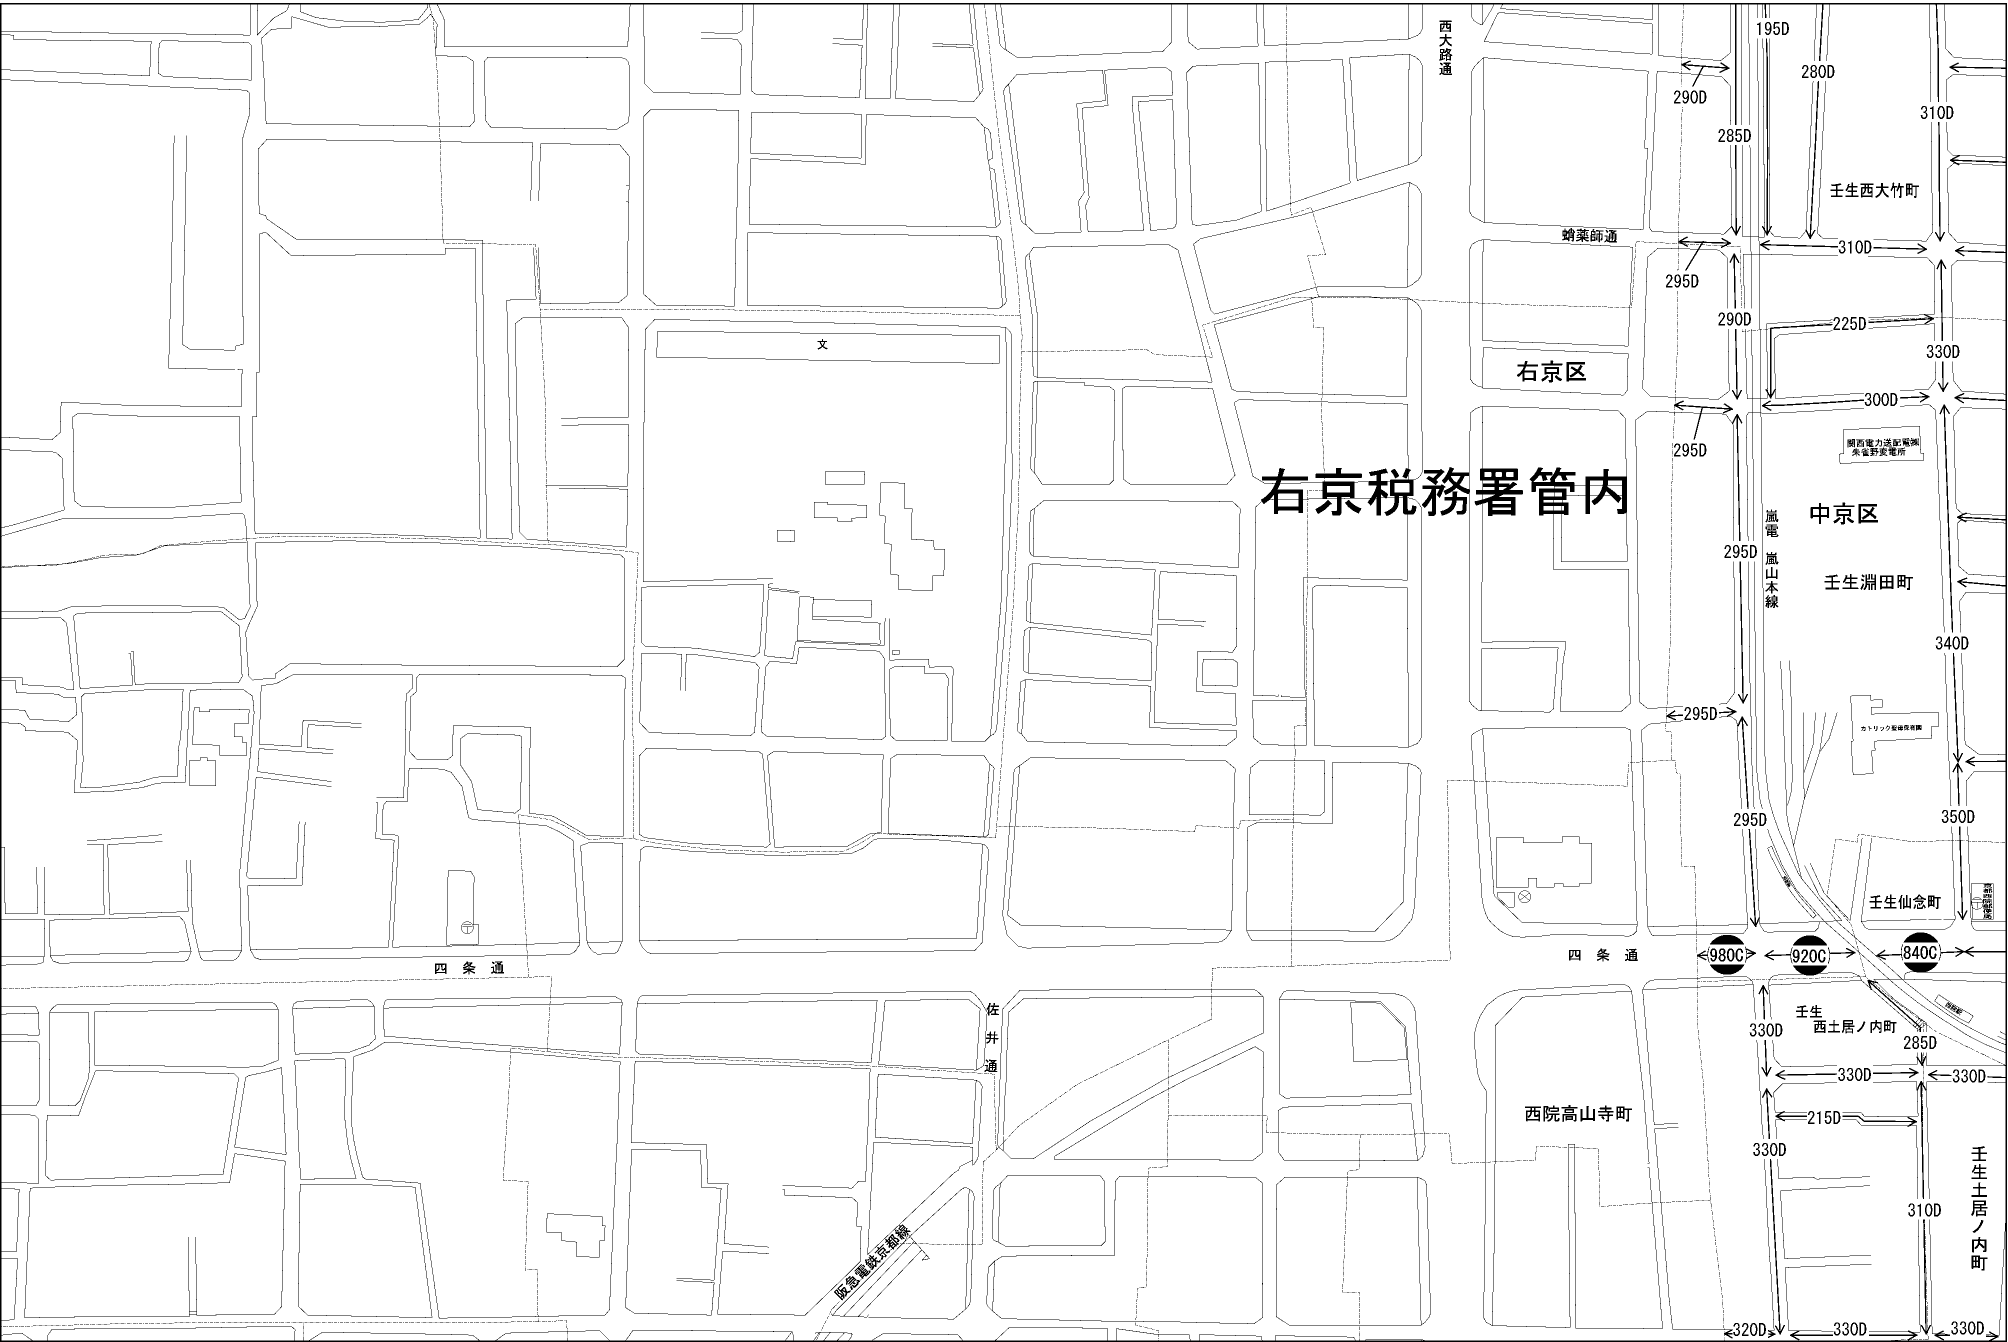 西大路通
195D
290D
280D
285D
310D
壬生西大竹町
蛸薬師通
310D
295D
290D
225D
330D
文
右京区
300D
295D
関西電力送配電㈱
朱雀野変電所
右京税務署管内
嵐電 嵐山本線
中京区
295D
壬生淵田町
340D
295D
カトリック聖母保育園
295D
350D
壬生仙念町
四条通
四条通
980C
920C
840C
佐井通
330D
壬生
西土居ノ内町
285D
330D
330D
西院高山寺町
215D
330D
壬生土居ノ内町
310D
阪急電鉄京都線
320D
330D
330D